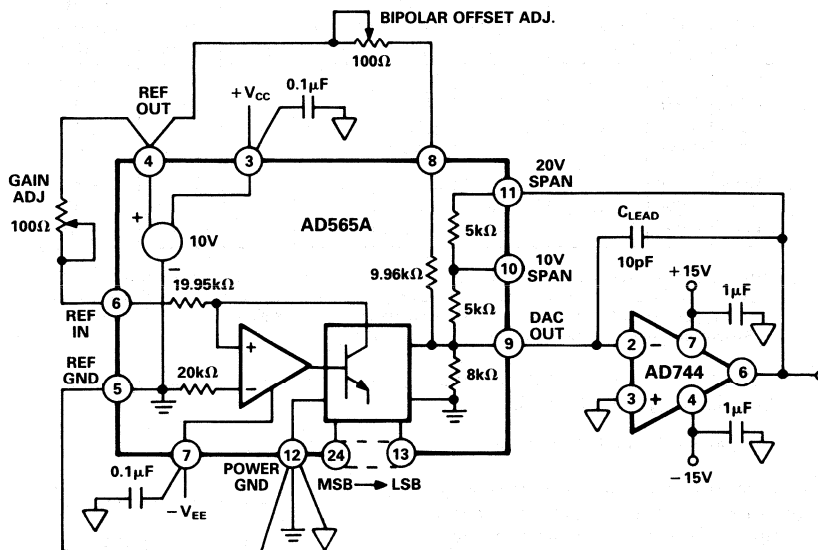 BIPOLAR OFFSET ADJ.
100Ω
0.1μF
+VCC
REF
OUT
4
3
8
20V
SPAN
11
GAIN
ADJ
100Ω
+
10V
−
AD565A
5kΩ
CLEAD
10pF
9.96kΩ
10
10V
SPAN
+15V
1μF
19.95kΩ
6
REF
IN
5kΩ
DAC
OUT
9
2
−
7
AD744
6
REF
GND
5
20kΩ
+
−
8kΩ
3
+
4
1μF
−15V
0.1μF
7
−VEE
POWER
GND
12
24
13
MSB → LSB